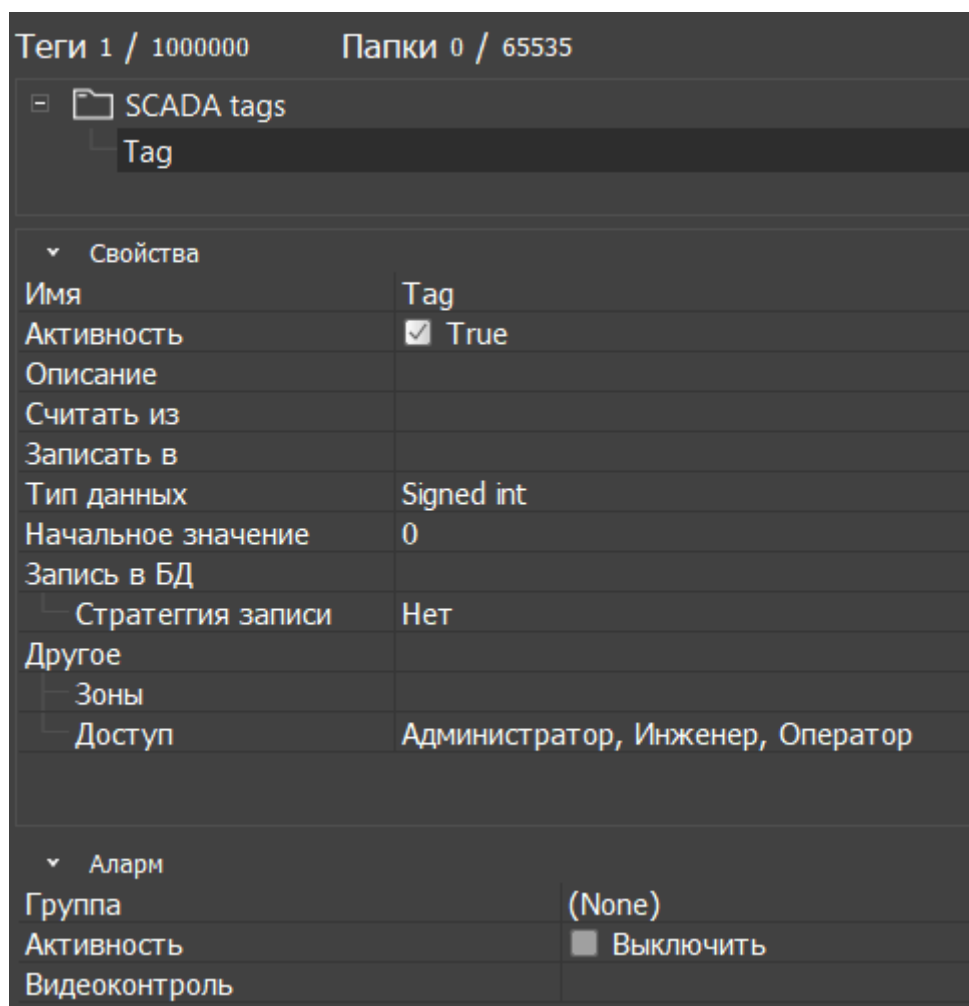 Теги 1 / 1000000 Папки 0 / 65535
SCADA tags
Tag
Свойства
Имя Tag
Активность True
Описание
Считать из
Записать в
Тип данных Signed int
Начальное значение 0
Запись в БД
Стратеггия записи Нет
Другое
Зоны
Доступ Администратор, Инженер, Оператор
Аларм
Группа (None)
Активность Выключить
Видеоконтроль